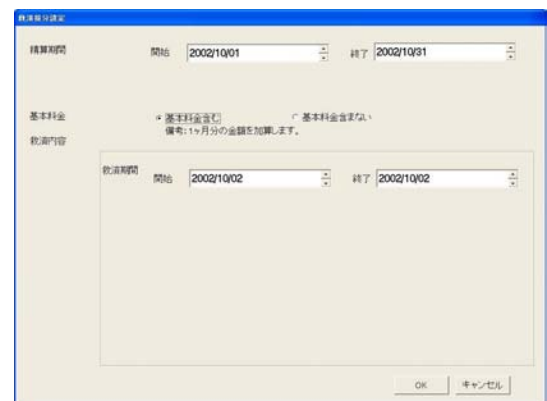 救済部分設定
精算期間 開始 2002/10/01 終了 2002/10/31
基本料金 基本料金含む 基本料金含まない
備考:1ヶ月分の金額を加算します。
救済内容
救済期間 開始 2002/10/02 終了 2002/10/02
OK キャンセル